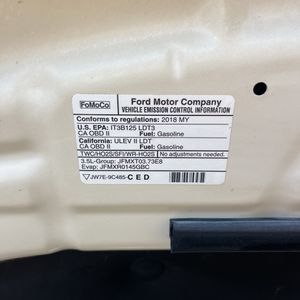 FoMoCo
Ford Motor Company
VEHICLE EMISSION CONTROL INFORMATION
Conforms to regulations: 2018 MY
U.S. EPA: IT3B125 LDT3
CA OBD II Fuel: Gasoline
California: ULEV II LDT
CA OBD II Fuel: Gasoline
TWC/HO2S/SFI/WR-HO2S No adjustments needed.
3.5L-Group: JFMXT03.73E8
Evap: JFMXR0145GBC
JW7E-9C485-C E D